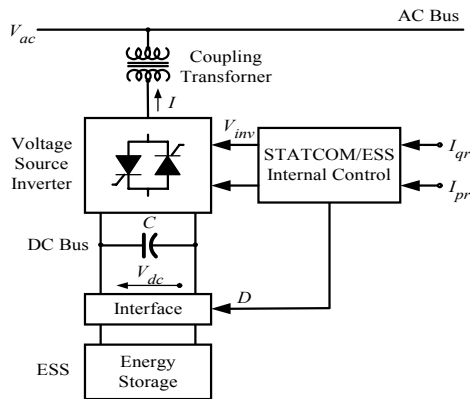 AC Bus
V_ac
Coupling
Transforner
I
Voltage
Source
Inverter
V_inv
STATCOM/ESS
Internal Control
I_qr
I_pr
C
DC Bus
V_dc
Interface
D
ESS
Energy
Storage